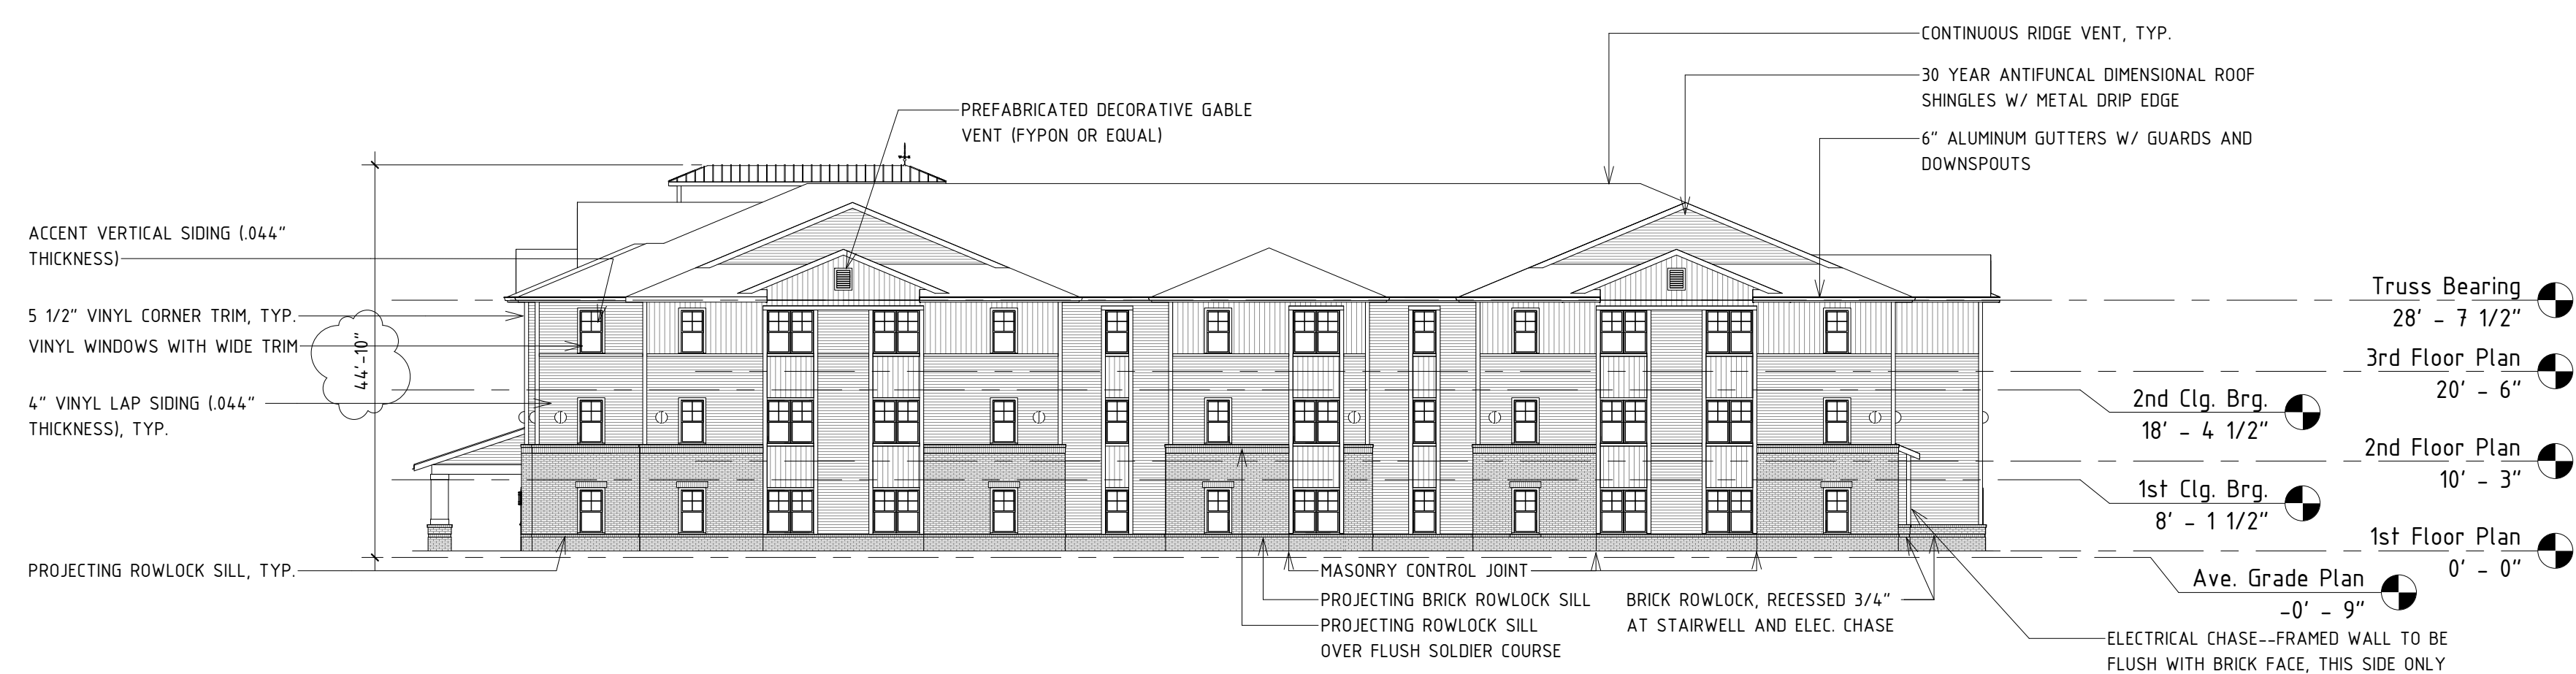 CONTINUOUS RIDGE VENT, TYP.
30 YEAR ANTIFUNCAL DIMENSIONAL ROOF
SHINGLES W/ METAL DRIP EDGE
PREFABRICATED DECORATIVE GABLE
VENT (FYPON OR EQUAL)
6" ALUMINUM GUTTERS W/ GUARDS AND
DOWNSPOUTS
ACCENT VERTICAL SIDING (.044"
THICKNESS)
5 1/2" VINYL CORNER TRIM, TYP.
VINYL WINDOWS WITH WIDE TRIM
44'-10"
4" VINYL LAP SIDING (.044"
THICKNESS), TYP.
PROJECTING ROWLOCK SILL, TYP.
Truss Bearing
28' - 7 1/2"
3rd Floor Plan
20' - 6"
2nd Clg. Brg.
18' - 4 1/2"
2nd Floor Plan
10' - 3"
1st Clg. Brg.
8' - 1 1/2"
1st Floor Plan
0' - 0"
Ave. Grade Plan
-0' - 9"
MASONRY CONTROL JOINT
PROJECTING BRICK ROWLOCK SILL
PROJECTING ROWLOCK SILL
OVER FLUSH SOLDIER COURSE
BRICK ROWLOCK, RECESSED 3/4"
AT STAIRWELL AND ELEC. CHASE
ELECTRICAL CHASE--FRAMED WALL TO BE
FLUSH WITH BRICK FACE, THIS SIDE ONLY